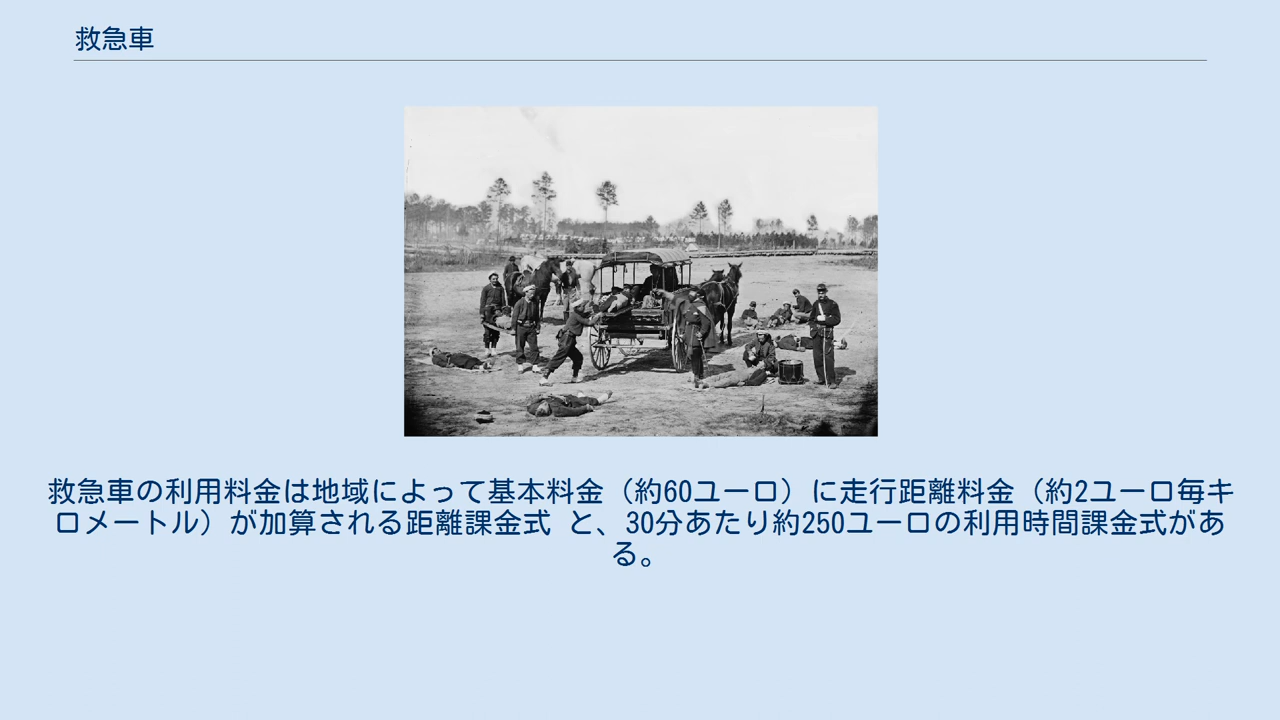 救急車
救急車の利用料金は地域によって基本料金（約60ユーロ）に走行距離料金（約2ユーロ毎キ
ロメートル）が加算される距離課金式 と、30分あたり約250ユーロの利用時間課金式があ
る。